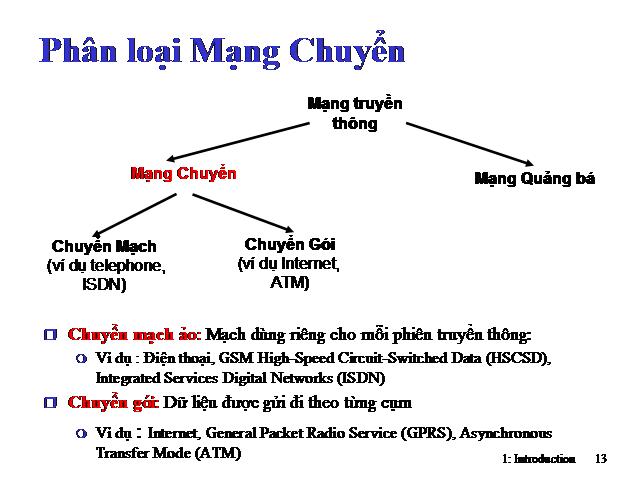 Phân loại Mạng Chuyển
Mạng truyền
thông
Mạng Chuyển
Mạng Quảng bá
Chuyển Mạch
(ví dụ telephone,
ISDN)
Chuyển Gói
(ví dụ Internet,
ATM)
Chuyển mạch ảo: Mạch dùng riêng cho mỗi phiên truyền thông:
Ví dụ : Điện thoại, GSM High-Speed Circuit-Switched Data (HSCSD),
Integrated Services Digital Networks (ISDN)
Chuyển gói: Dữ liệu được gửi đi theo từng cụm
Ví dụ : Internet, General Packet Radio Service (GPRS), Asynchronous
Transfer Mode (ATM)
1: Introduction 13